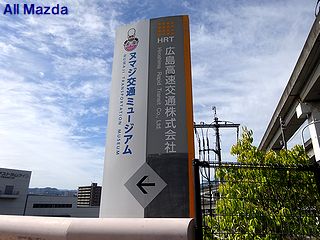 All Mazda
ヌマジ交通ミュージアム
NUMAJI TRANSPORTATION MUSEUM
HRT
広島高速交通株式会社
Hiroshima Rapid Transit Co., Ltd.